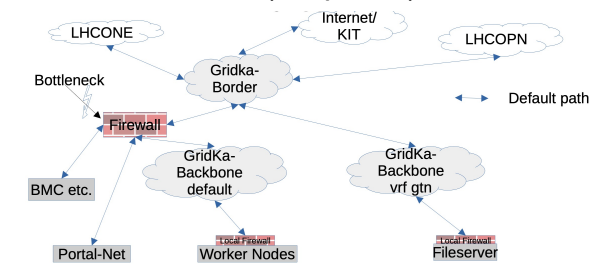 Internet/
KIT
LHCONE
LHCOPN
Gridka-
Border
Bottleneck
Default path
Firewall
GridKa-
Backbone
default
GridKa-
Backbone
vrf gtn
BMC etc.
Portal-Net
Local Firewall
Worker Nodes
Local Firewall
Fileserver